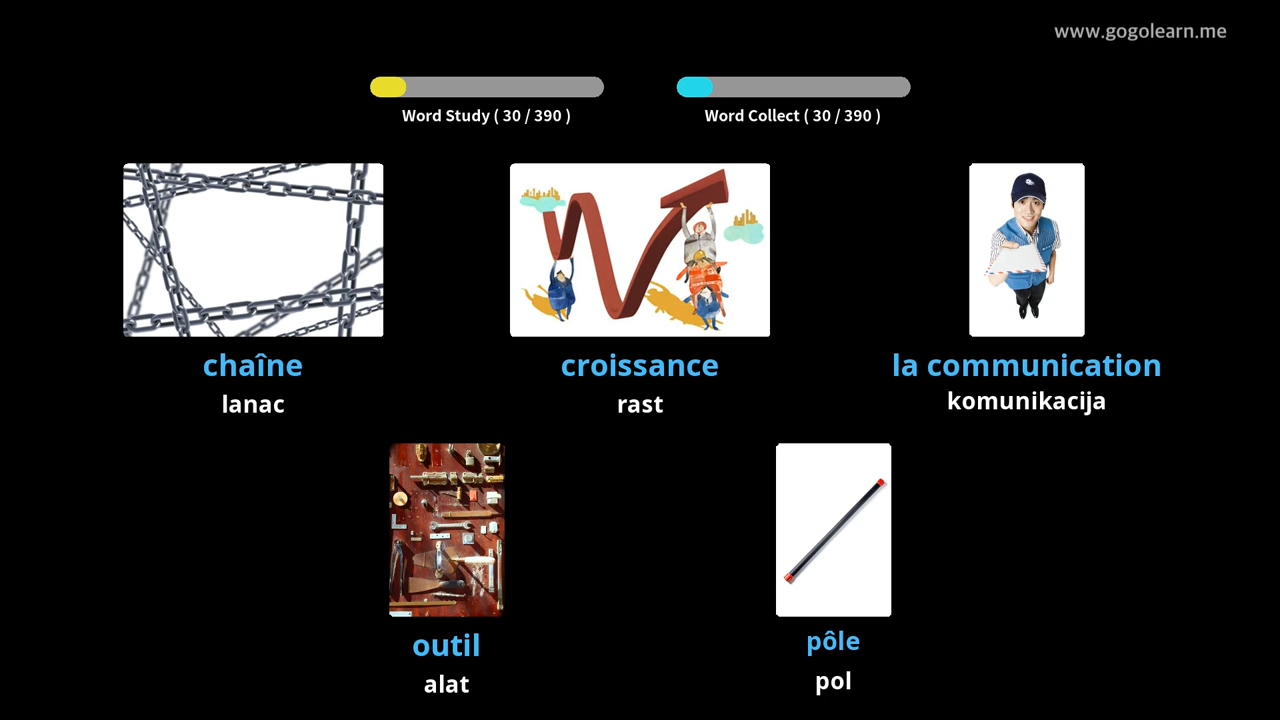 www.gogolearn.me
Word Study ( 30 / 390 )
Word Collect ( 30 / 390 )
chaîne
lanac
croissance
rast
la communication
komunikacija
outil
alat
pôle
pol